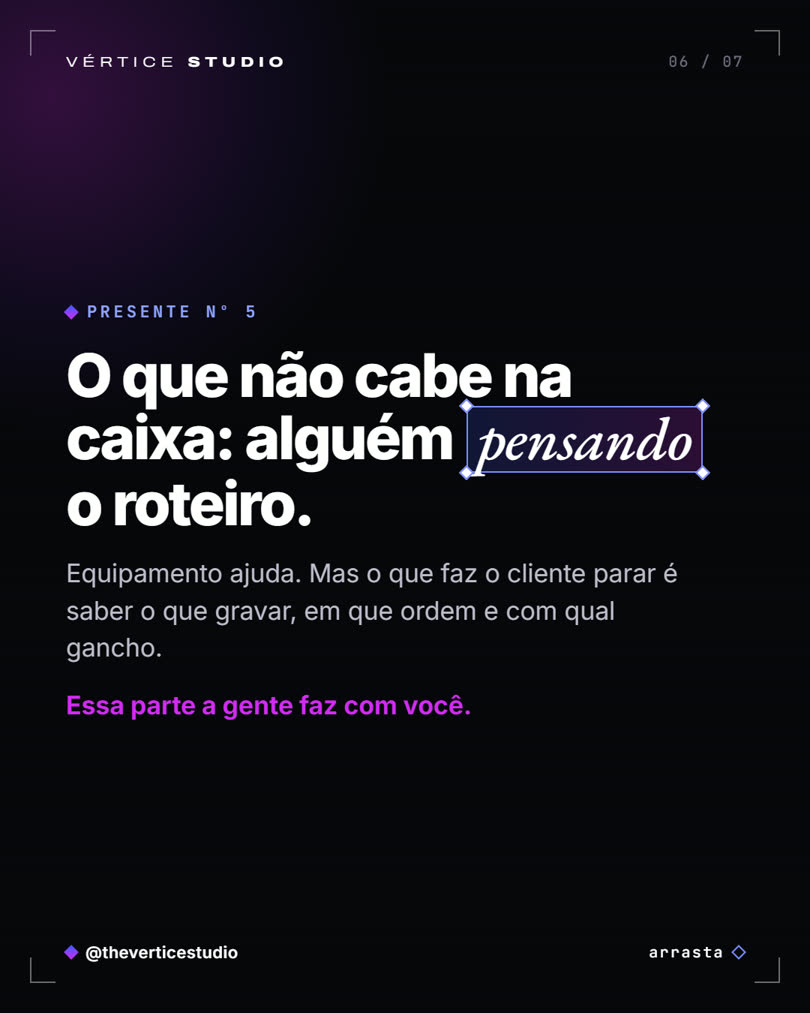 VÉRTICE STUDIO
06 / 07
PRESENTE Nº 5
O que não cabe na
caixa: alguém pensando
o roteiro.
Equipamento ajuda. Mas o que faz o cliente parar é
saber o que gravar, em que ordem e com qual
gancho.
Essa parte a gente faz com você.
@theverticestudio
arrasta